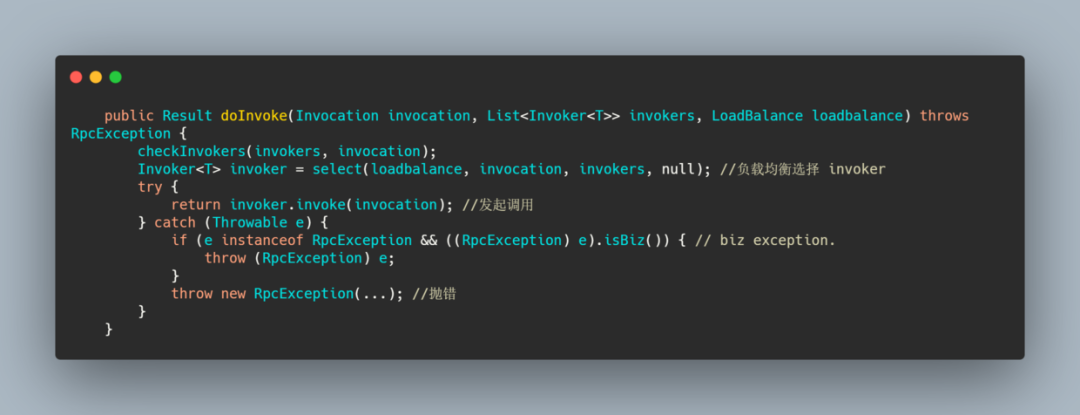 public Result doInvoke(Invocation invocation, List<Invoker<T>> invokers, LoadBalance loadbalance) throws
RpcException {
        checkInvokers(invokers, invocation);
        Invoker<T> invoker = select(loadbalance, invocation, invokers, null); //负载均衡选择 invoker
        try {
            return invoker.invoke(invocation); //发起调用
        } catch (Throwable e) {
            if (e instanceof RpcException && ((RpcException) e).isBiz()) { // biz exception.
                throw (RpcException) e;
            }
            throw new RpcException(...); //抛错
        }
    }